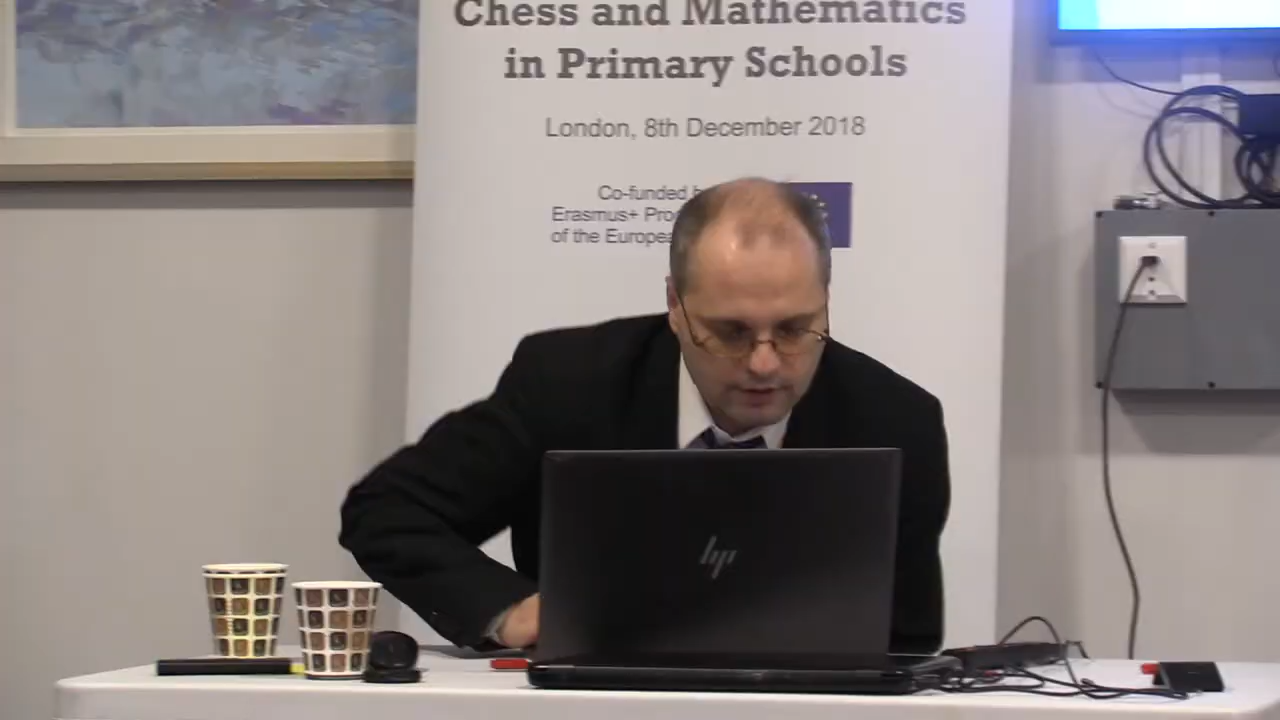 Chess and Mathematics
in Primary Schools
London, 8th December 2018
Co-funded
Erasmus+
of the
hp